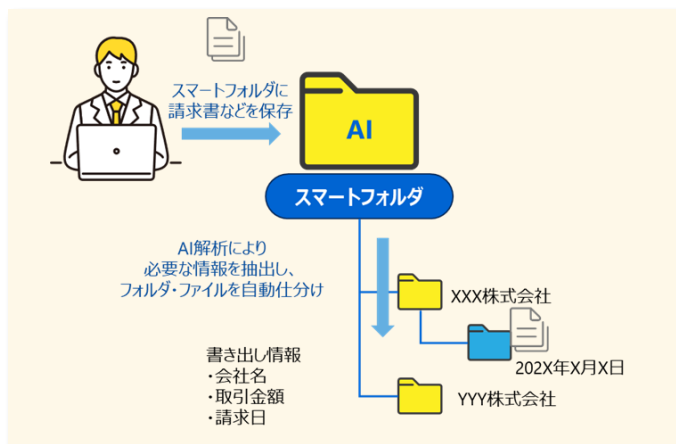 スマートフォルダに
請求書などを保存
AI
スマートフォルダ
AI解析により
必要な情報を抽出し、
フォルダ・ファイルを自動仕分け
XXX株式会社
202X年X月X日
YYY株式会社
書き出し情報
・会社名
・取引金額
・請求日